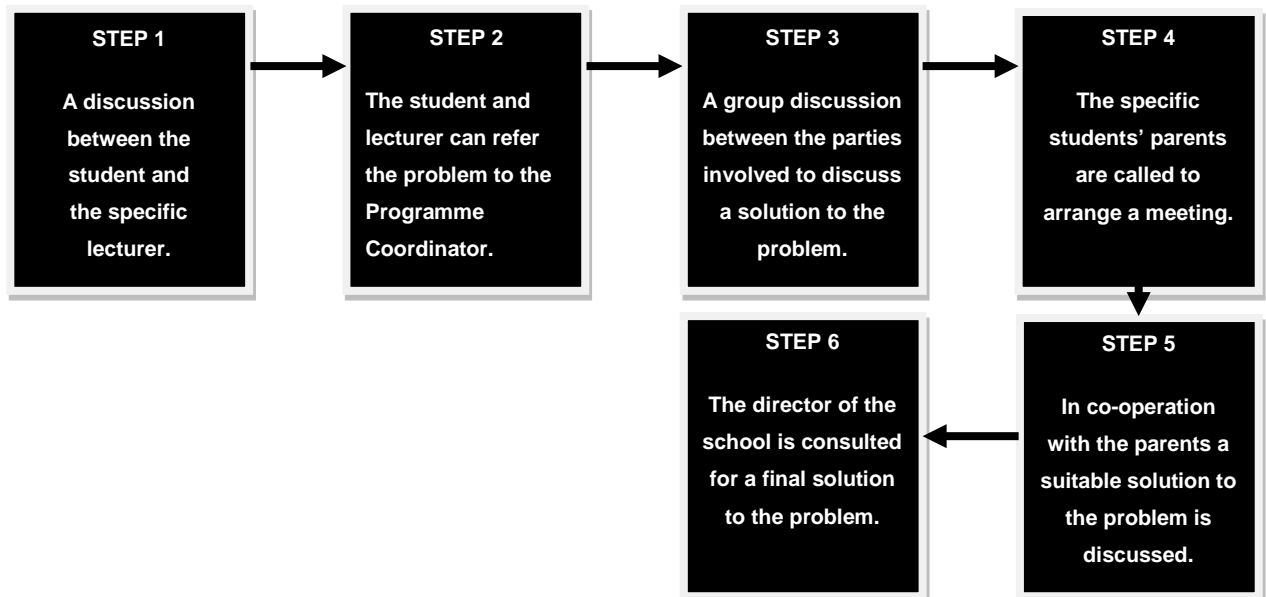 STEP 1
A discussion
between the
student and
the specific
lecturer.
STEP 2
The student and
lecturer can refer
the problem to the
Programme
Coordinator.
STEP 3
A group discussion
between the parties
involved to discuss
a solution to the
problem.
STEP 4
The specific
students’ parents
are called to
arrange a meeting.
STEP 5
In co-operation
with the parents a
suitable solution to
the problem is
discussed.
STEP 6
The director of the
school is consulted
for a final solution
to the problem.